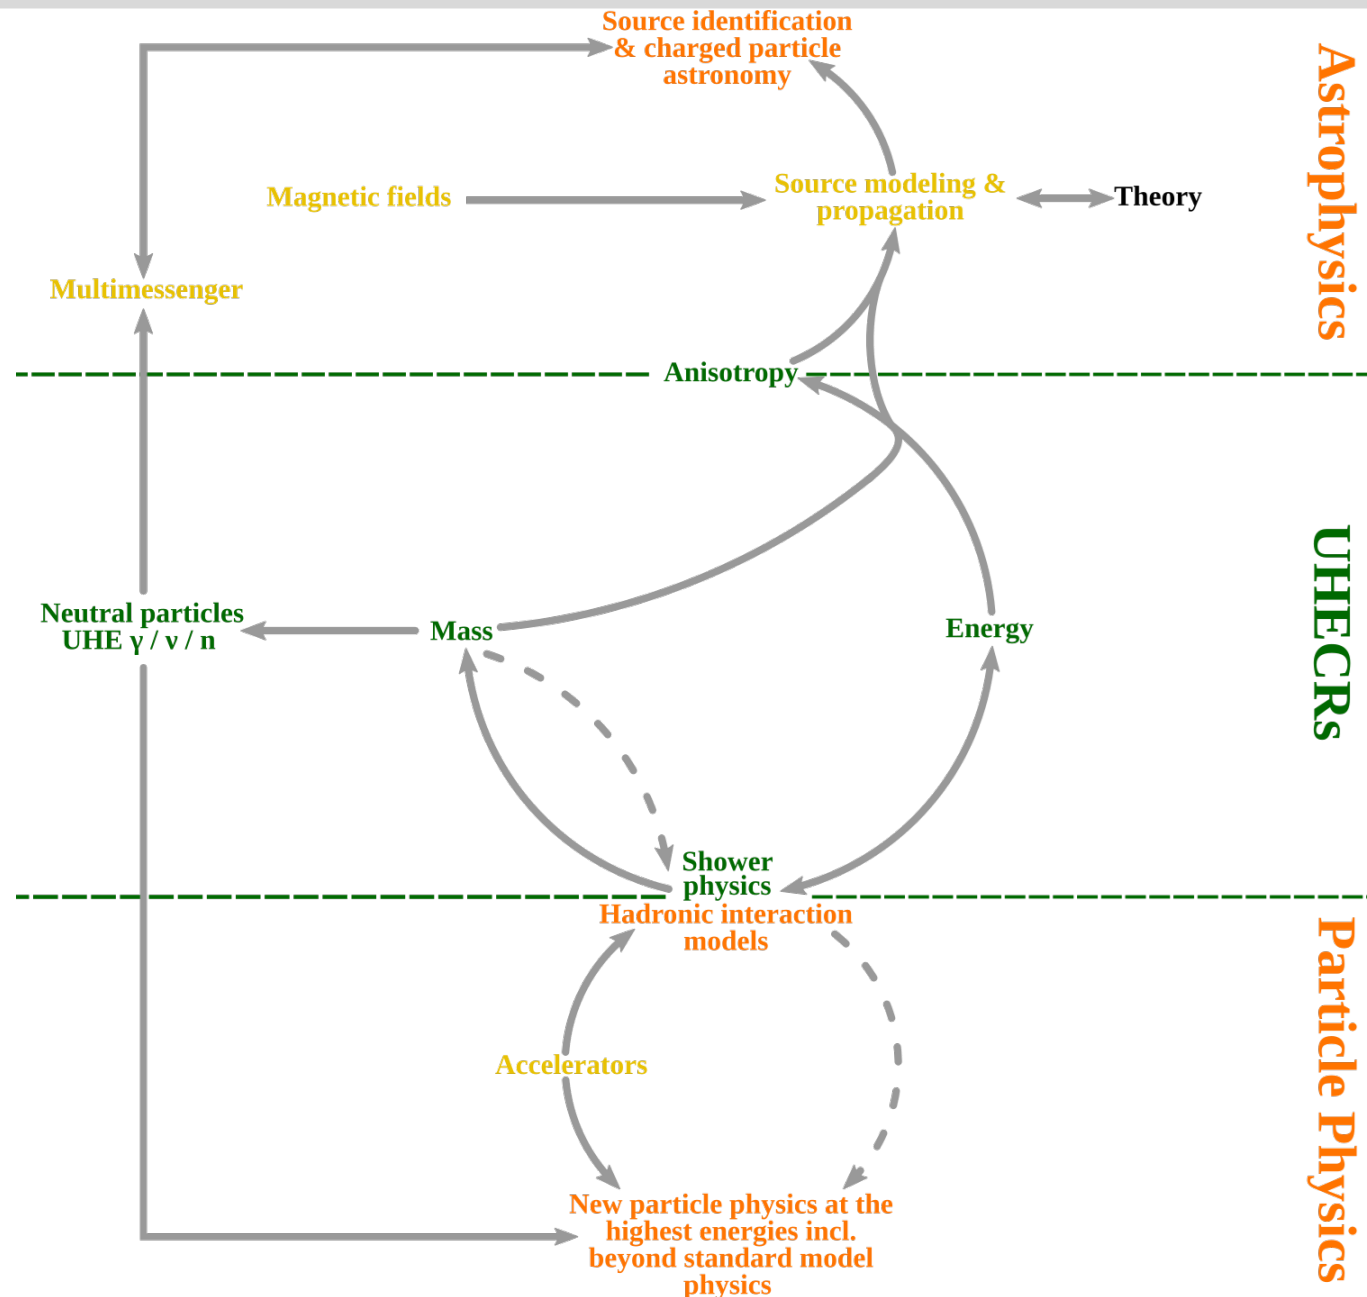 Source identification
& charged particle
astronomy
Astrophysics
Magnetic fields
Source modeling &
propagation
Theory
Multimessenger
Anisotropy
UHECRs
Neutral particles
UHE γ / ν / n
Mass
Energy
Shower
physics
Hadronic interaction
models
Particle Physics
Accelerators
New particle physics at the
highest energies incl.
beyond standard model
physics